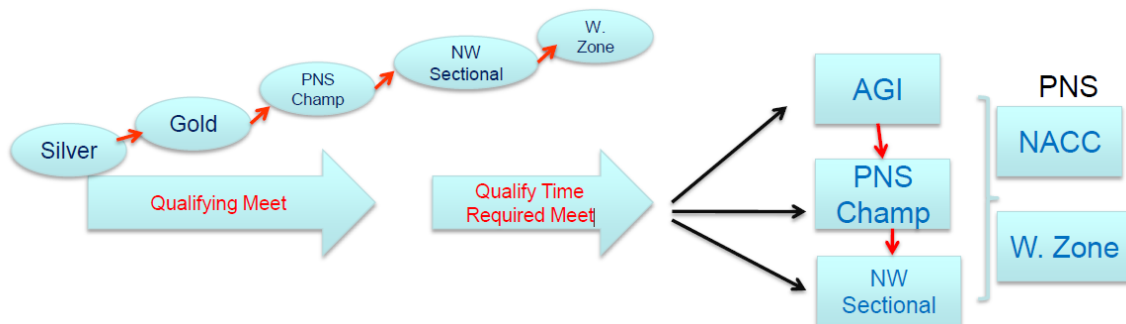 Silver
Gold
PNS
Champ
NW
Sectional
W.
Zone
Qualifying Meet
Qualify Time
Required Meet
AGI
PNS
Champ
NW
Sectional
PNS
NACC
W. Zone